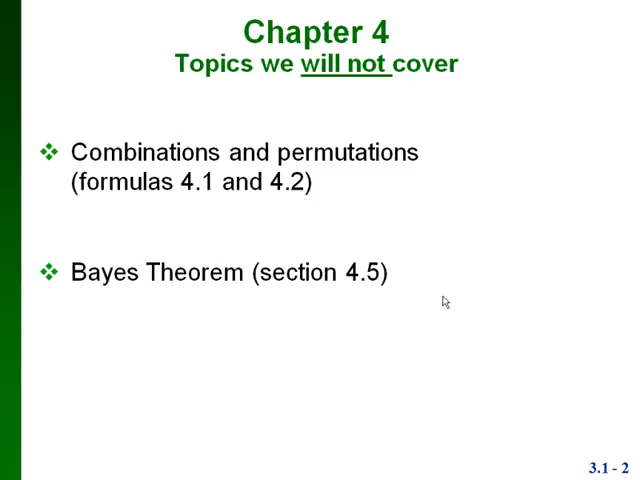 Chapter 4
Topics we will not cover
Combinations and permutations
(formulas 4.1 and 4.2)
Bayes Theorem (section 4.5)
3.1 - 2